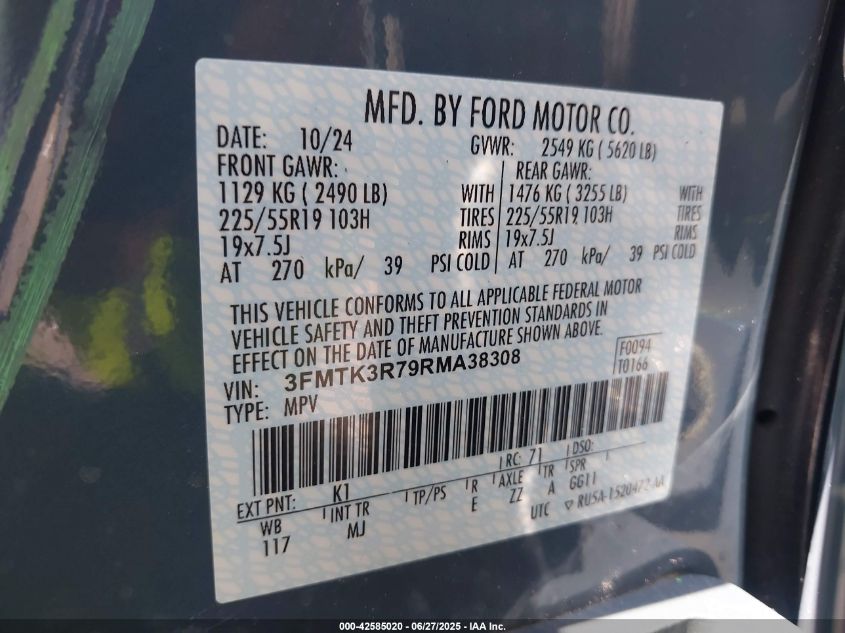 MFD. BY FORD MOTOR CO.
DATE: 10/24 GVWR: 2549 KG ( 5620 LB)
FRONT GAWR: REAR GAWR:
1129 KG ( 2490 LB) WITH 1476 KG ( 3255 LB) WITH
225/55R19 103H TIRES 225/55R19 103H TIRES
19x7.5J RIMS 19x7.5J RIMS
AT 270 kPa/ 39 PSI COLD AT 270 kPa/ 39 PSI COLD
THIS VEHICLE CONFORMS TO ALL APPLICABLE FEDERAL MOTOR
VEHICLE SAFETY AND THEFT PREVENTION STANDARDS IN
EFFECT ON THE DATE OF MANUFACTURE SHOWN ABOVE.
F0094
VIN: 3FMTK3R79RMA38308 T0166
TYPE: MPV
EXT PNT: K1 RC: 71 DSO:
WB INT TR TP/PS R AXLE TR SPR
117 MJ E ZZ A GG11
UTC ▽ RU5A-1520472-AA
000-42585020 - 06/27/2025 - IAA Inc.